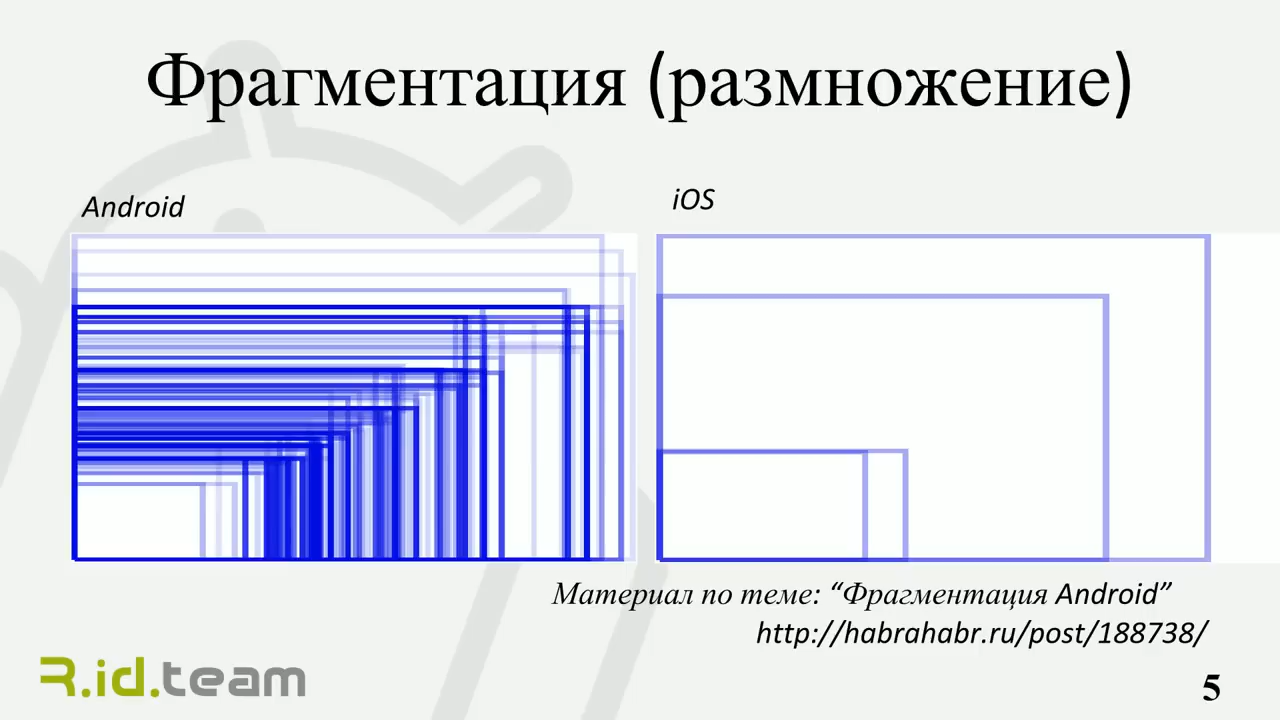 Фрагментация (размножение)
Android
iOS
Материал по теме: “Фрагментация Android”
http://habrahabr.ru/post/188738/
R.id.team
5